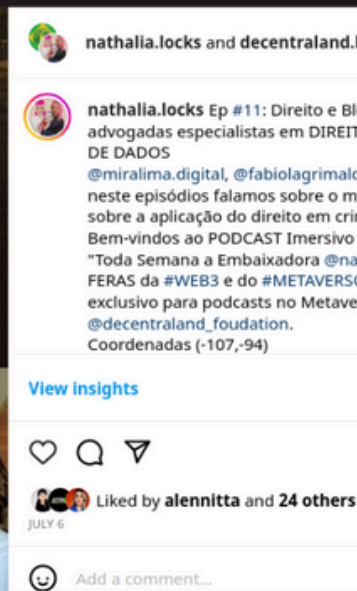 nathalia.locks and decentraland.
nathalia.locks Ep #11: Direito e Bl
advogadas especialistas em DIREIT
DE DADOS
@miralima.digital, @fabiolagrimald
neste episódios falamos sobre o m
sobre a aplicação do direito em cri
Bem-vindos ao PODCAST Imersivo
"Toda Semana a Embaixadora @na
FERAS da #WEB3 e do #METAVERSO
exclusivo para podcasts no Metave
@decentraland_foudation.
Coordenadas (-107,-94)
View insights
Liked by alennitta and 24 others
JULY 6
Add a comment...